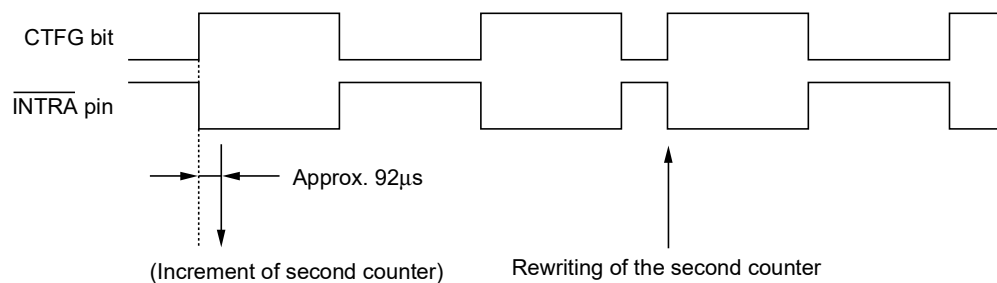 CTFG bit
INTRA pin
Approx. 92μs
(Increment of second counter)
Rewriting of the second counter